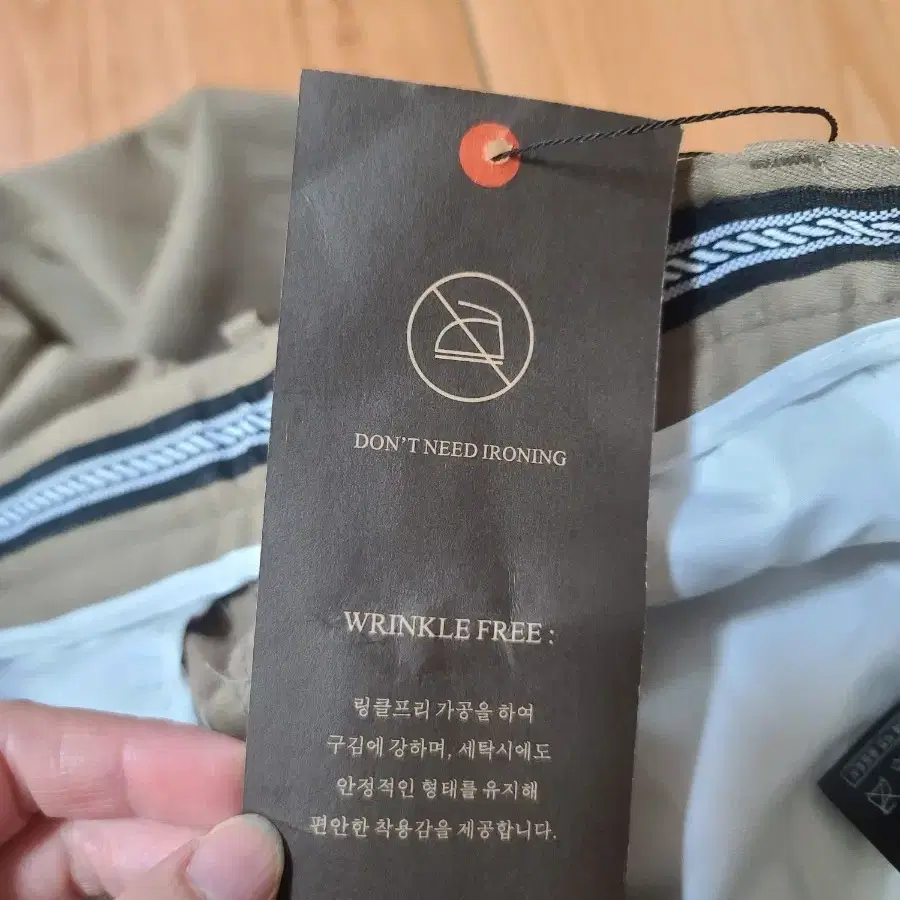 DON'T NEED IRONING
WRINKLE FREE :
링클프리 가공을 하여
구김에 강하며, 세탁시에도
안정적인 형태를 유지해
편안한 착용감을 제공합니다.